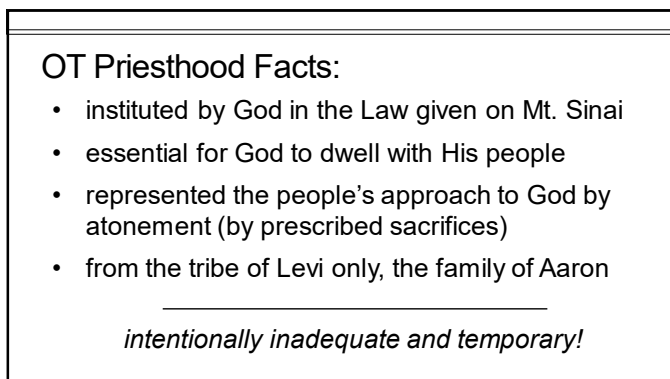 OT Priesthood Facts:
• instituted by God in the Law given on Mt. Sinai
• essential for God to dwell with His people
• represented the people’s approach to God by
atonement (by prescribed sacrifices)
• from the tribe of Levi only, the family of Aaron
intentionally inadequate and temporary!